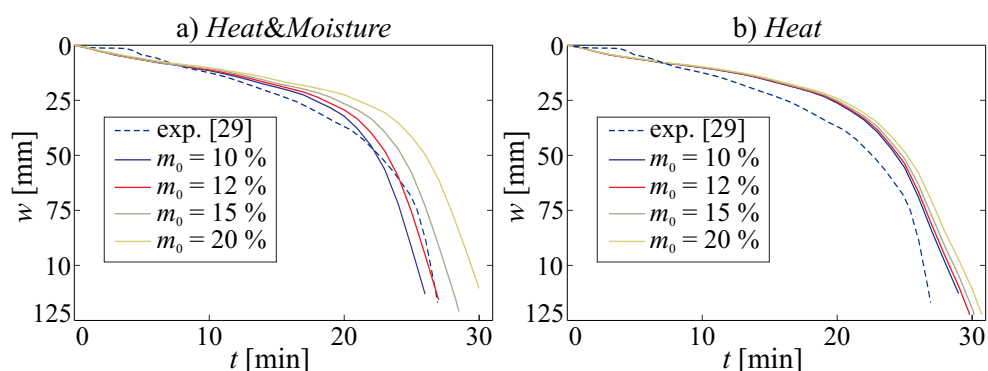 a) Heat&Moisture
0
25
50
75
10
125
w [mm]
exp. [29]
m₀ = 10 %
m₀ = 12 %
m₀ = 15 %
m₀ = 20 %
0 10 20 30
t [min]
b) Heat
0
25
50
75
10
125
w [mm]
exp. [29]
m₀ = 10 %
m₀ = 12 %
m₀ = 15 %
m₀ = 20 %
0 10 20 30
t [min]